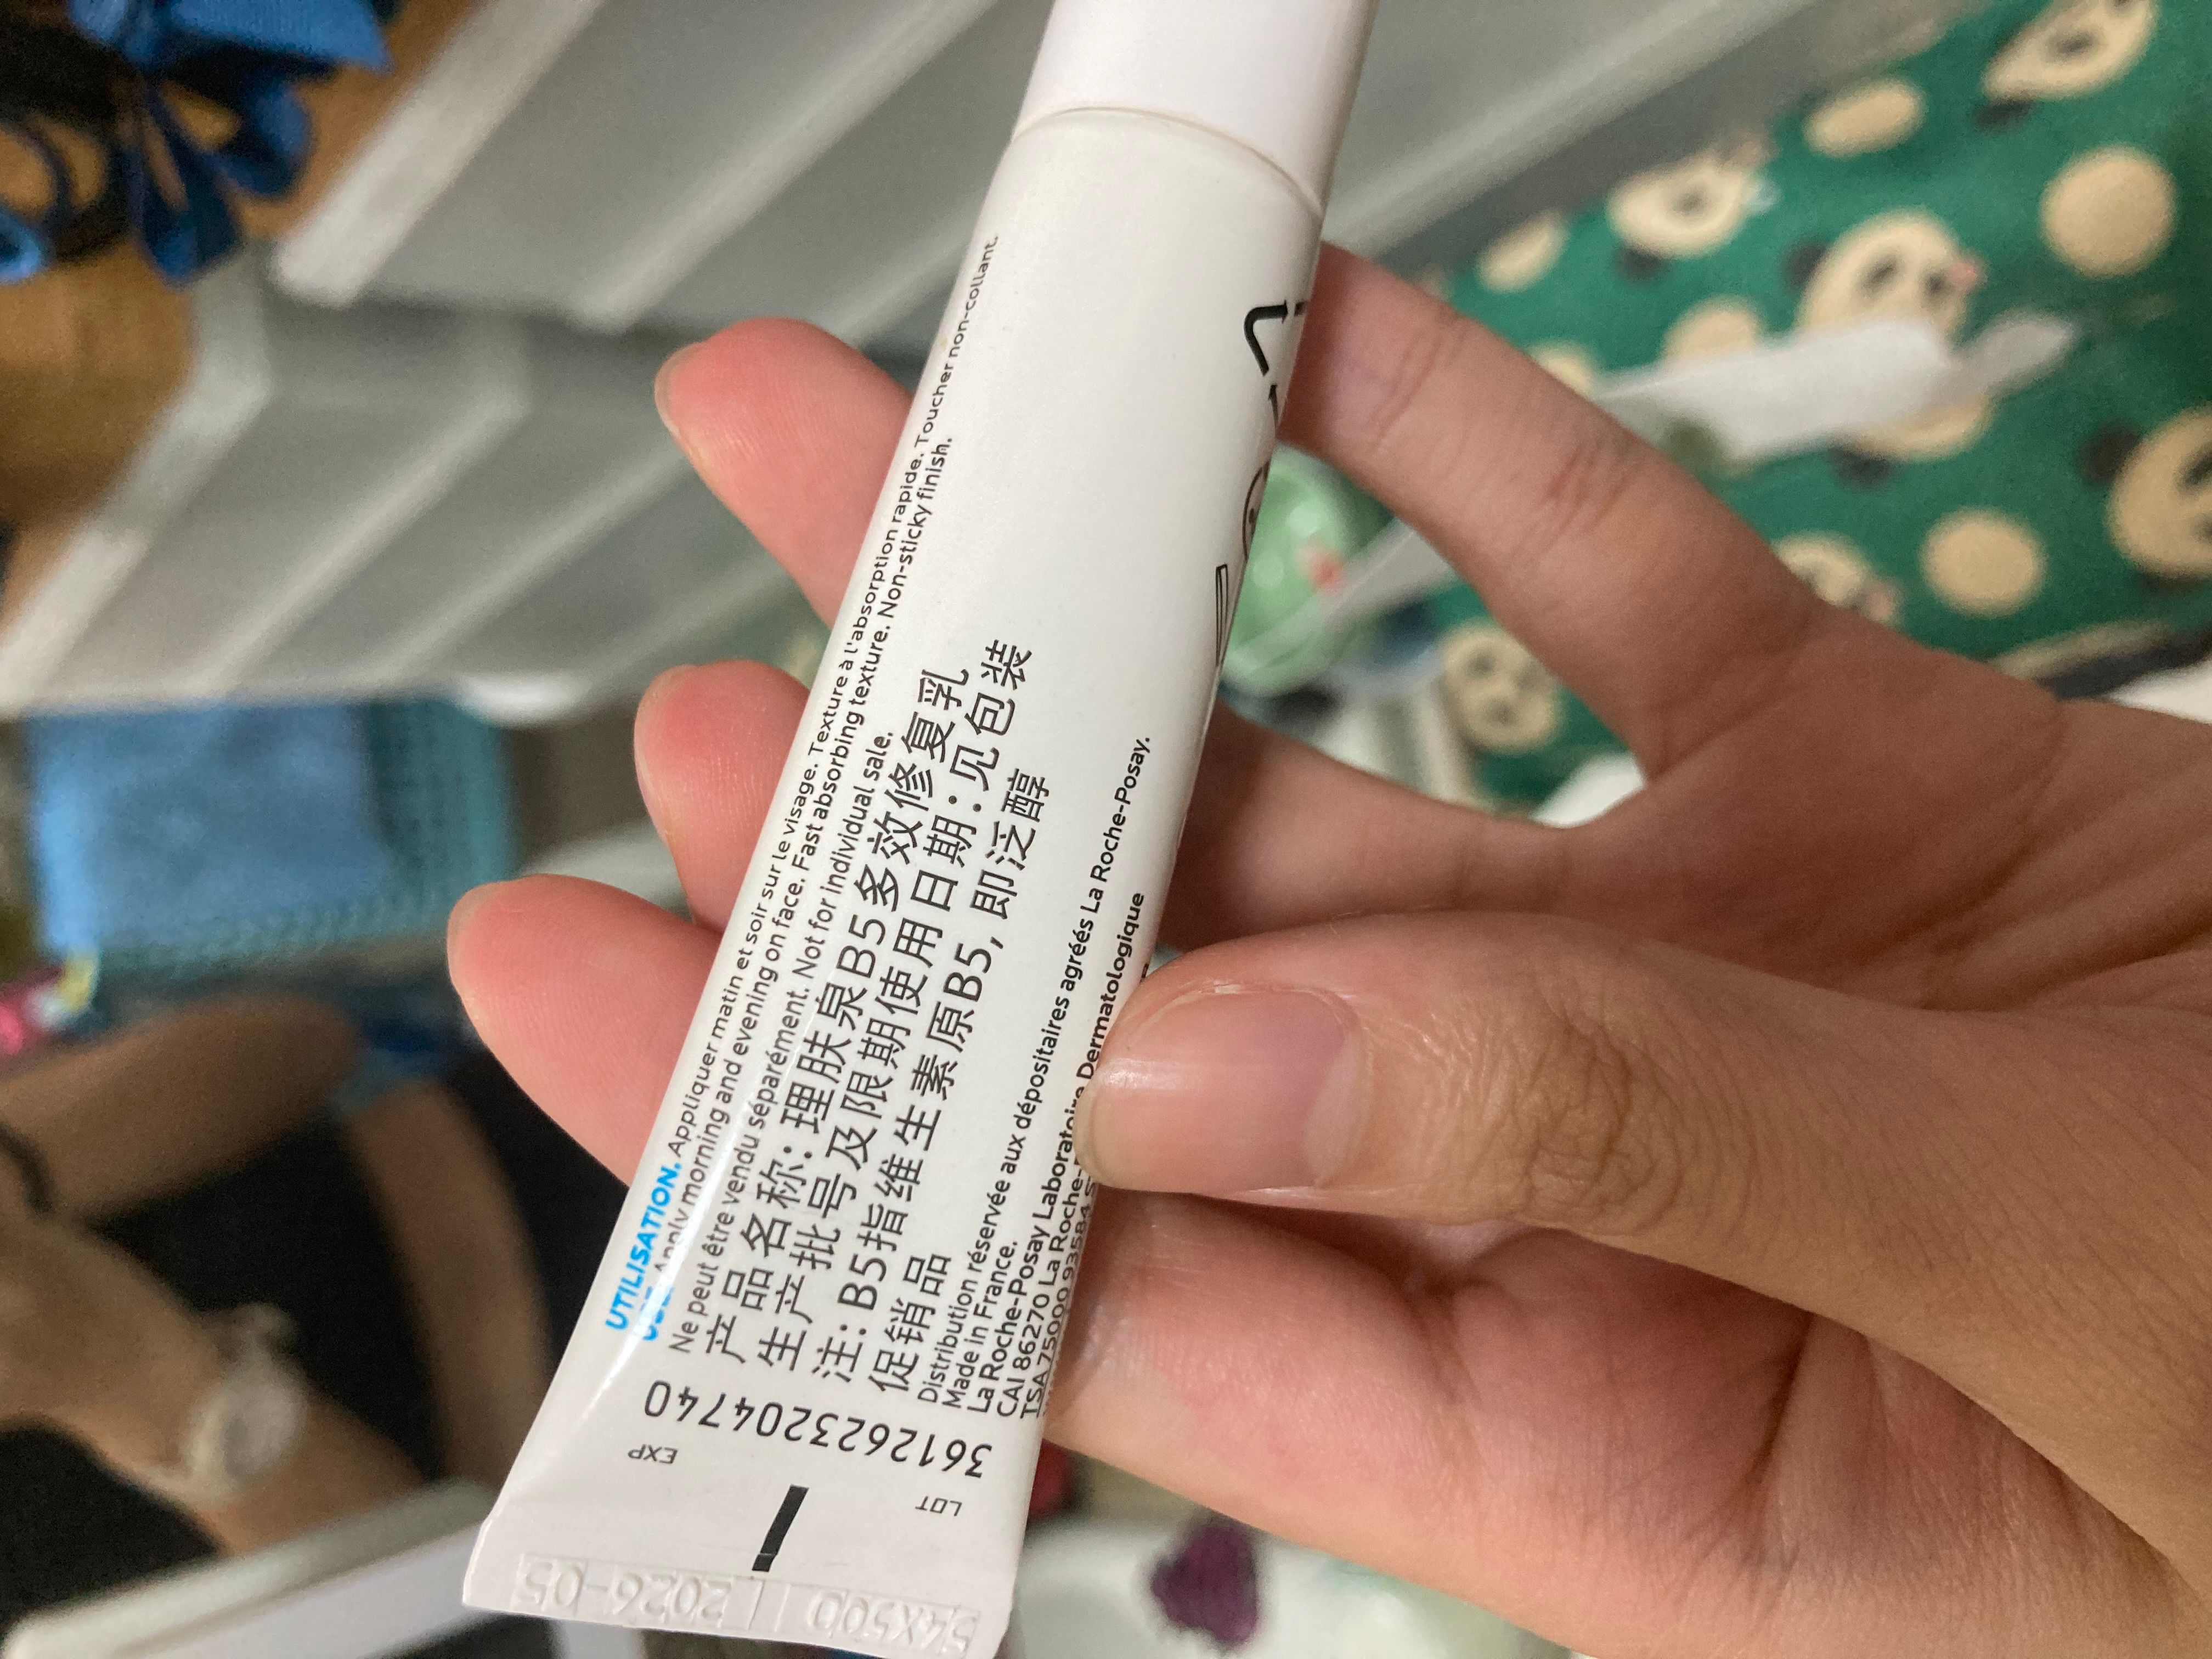 UTILISATION. Appliquer matin et soir sur le visage. Texture à l'absorption rapide. Toucher non-collant.
USE. Apply morning and evening on face. Fast absorbing texture. Non-sticky finish.
Ne peut être vendu séparément. Not for individual sale.
产品名称: 理肤泉B5多效修复乳
生产批号及限期使用日期:见包装
注: B5指维生素原B5, 即泛醇
促销品
Distribution réservée aux dépositaires agréés La Roche-Posay.
Made in France.
La Roche-Posay Laboratoire Dermatologique
CAI 86270 La Roche-
TSA 75000 93584
3612623204740
EXP
LOT
54X500 2026-05